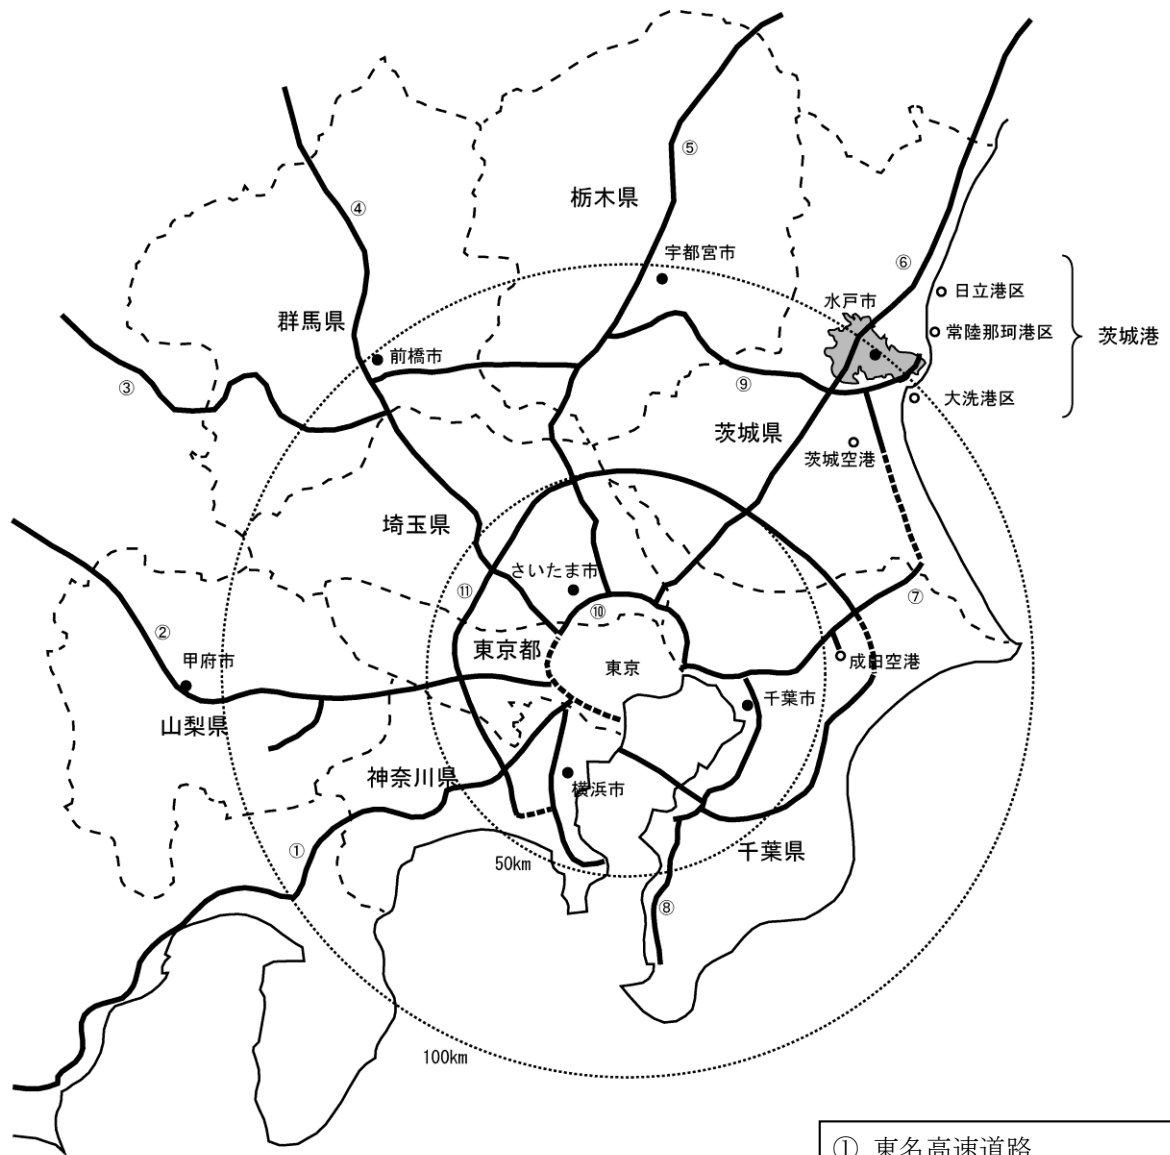 ⑤
栃木県
④
宇都宮市
⑥
日立港区
水戸市
群馬県
常陸那珂港区
茨城港
前橋市
③
⑨
大洗港区
茨城県
茨城空港
埼玉県
さいたま市
⑪
⑦
⑩
②
東京都
甲府市
東京
成田空港
千葉市
山梨県
神奈川県
横浜市
①
千葉県
50km
⑧
100km
① 東名高速道路